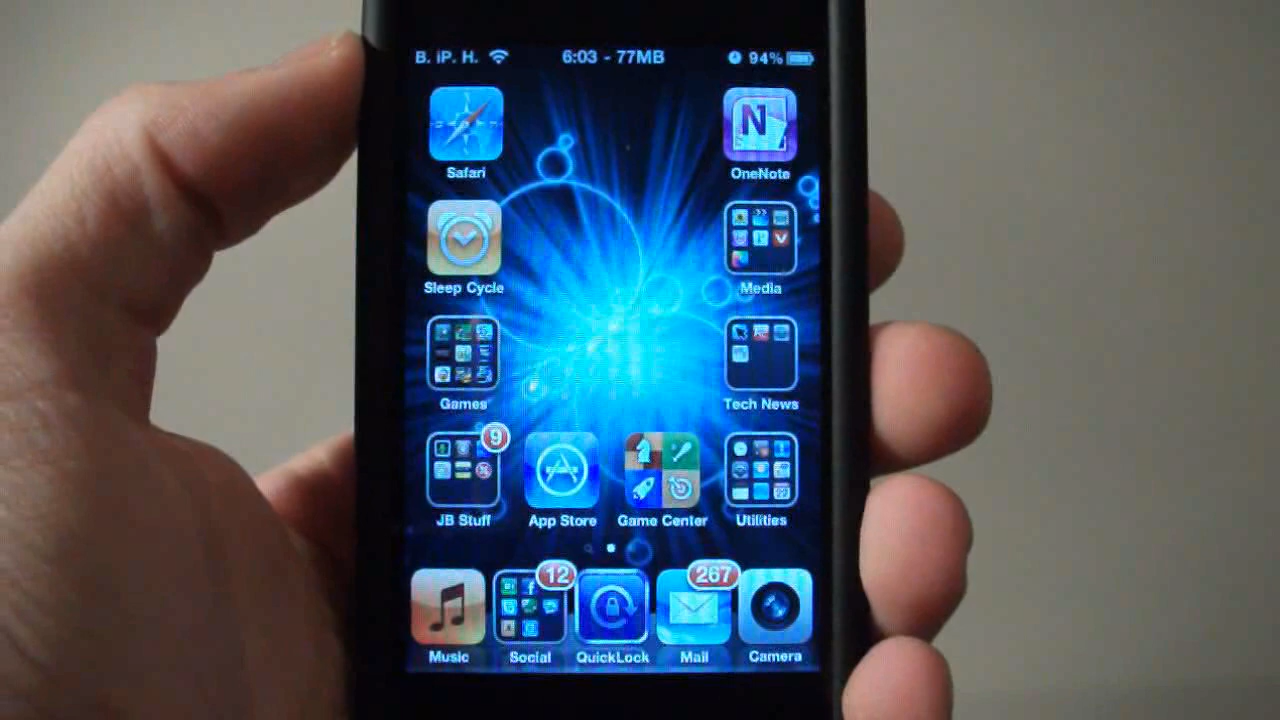 B. iP. H. 6:03 - 77MB 94%
Safari OneNote
N
Sleep Cycle Media
Games Tech News
9
JB Stuff App Store Game Center Utilities
12 267
Music Social QuickLock Mail Camera